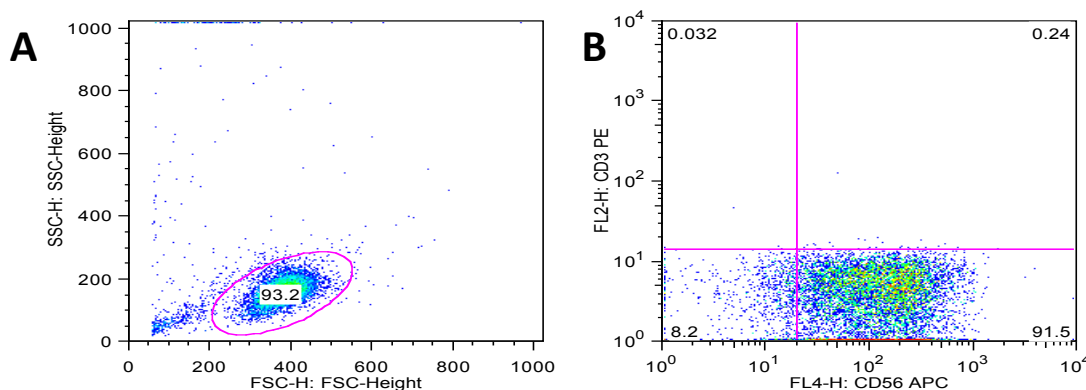 A
SSC-H: SSC-Height
1000
800
600
400
200
0
93.2
0 200 400 600 800 1000
FSC-H: FSC-Height
B
FL2-H: CD3 PE
10^4
10^3
10^2
10^1
10^0
0.032 0.24
8.2 91.5
10^0 10^1 10^2 10^3 10^4
FL4-H: CD56 APC